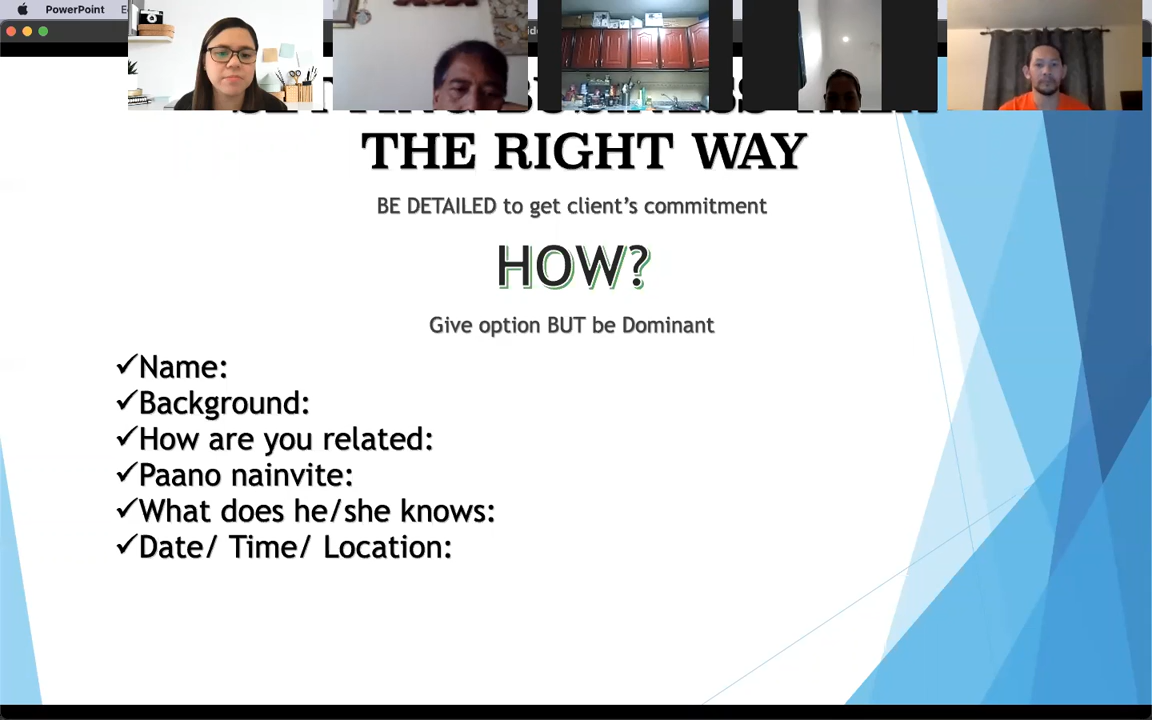 PowerPoint
THE RIGHT WAY
BE DETAILED to get client's commitment
HOW?
Give option BUT be Dominant
✓Name:
✓Background:
✓How are you related:
✓Paano nainvite:
✓What does he/she knows:
✓Date/ Time/ Location: